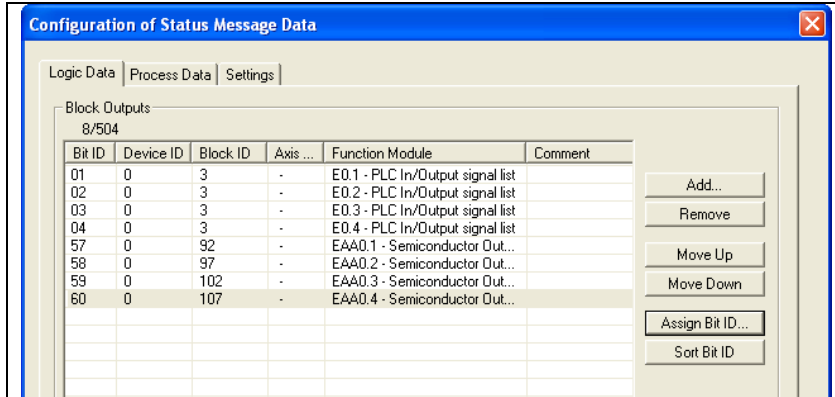 Configuration of Status Message Data
Logic Data Process Data Settings
Block Outputs
8/504
Bit ID Device ID Block ID Axis ... Function Module Comment
01 0 3 - E0.1 - PLC In/Output signal list
02 0 3 - E0.2 - PLC In/Output signal list
03 0 3 - E0.3 - PLC In/Output signal list
04 0 3 - E0.4 - PLC In/Output signal list
57 0 92 - EAA0.1 - Semiconductor Out...
58 0 97 - EAA0.2 - Semiconductor Out...
59 0 102 - EAA0.3 - Semiconductor Out...
60 0 107 - EAA0.4 - Semiconductor Out...
Add...
Remove
Move Up
Move Down
Assign Bit ID...
Sort Bit ID